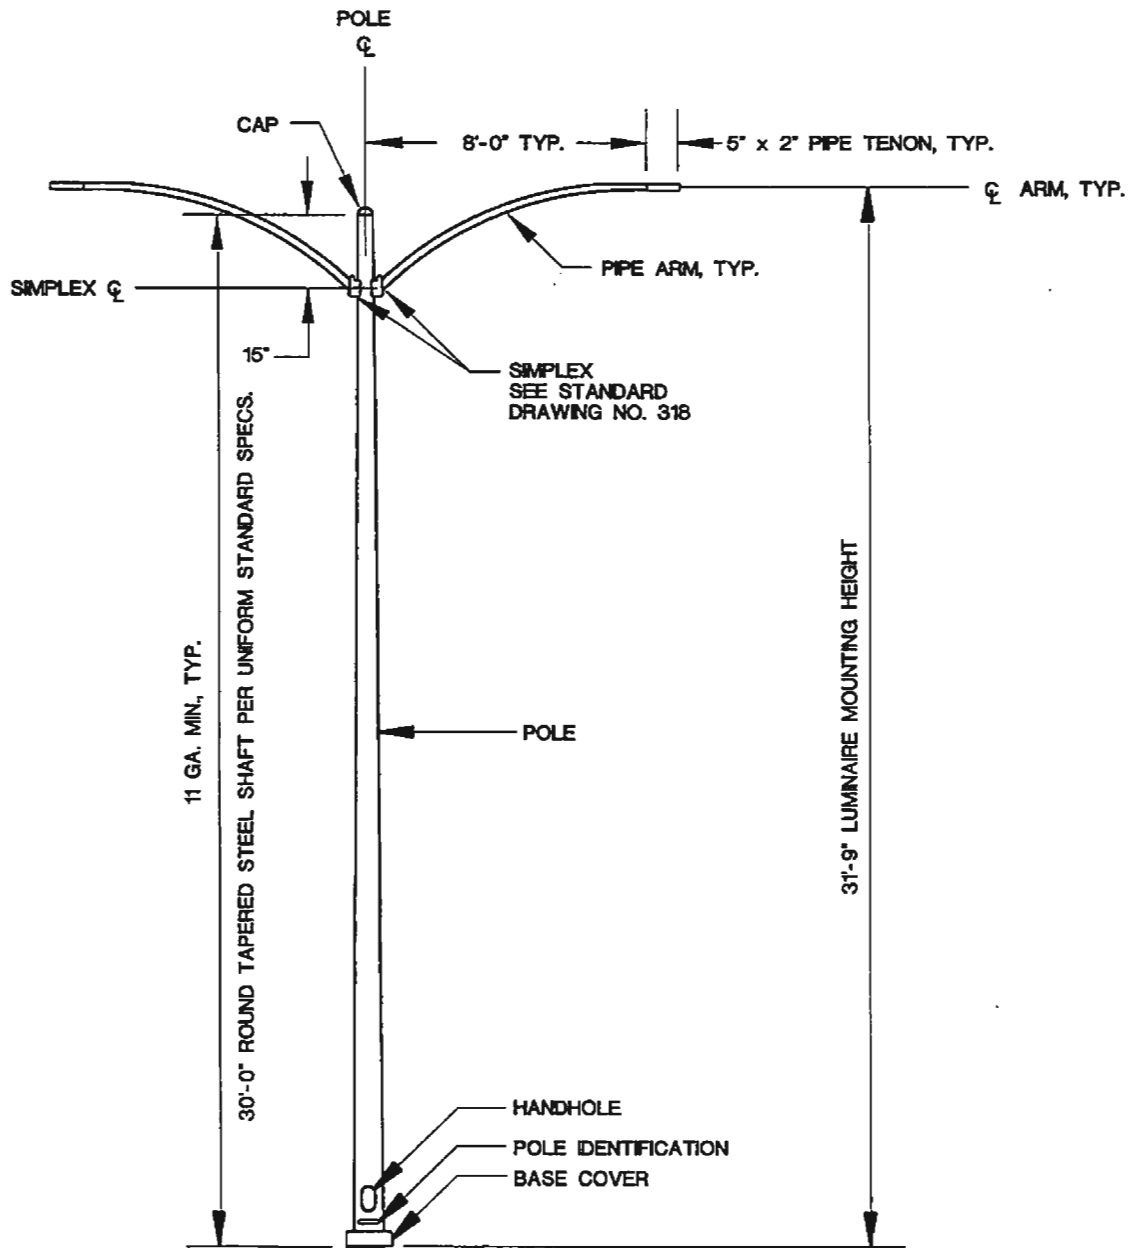 POLE
℄
CAP
8'-0" TYP.
5" x 2" PIPE TENON, TYP.
℄ ARM, TYP.
PIPE ARM, TYP.
SIMPLEX ℄
15"
SIMPLEX
SEE STANDARD
DRAWING NO. 318
11 GA. MIN., TYP.
30'-0" ROUND TAPERED STEEL SHAFT PER UNIFORM STANDARD SPECS.
POLE
31'-9" LUMINAIRE MOUNTING HEIGHT
HANDHOLE
POLE IDENTIFICATION
BASE COVER